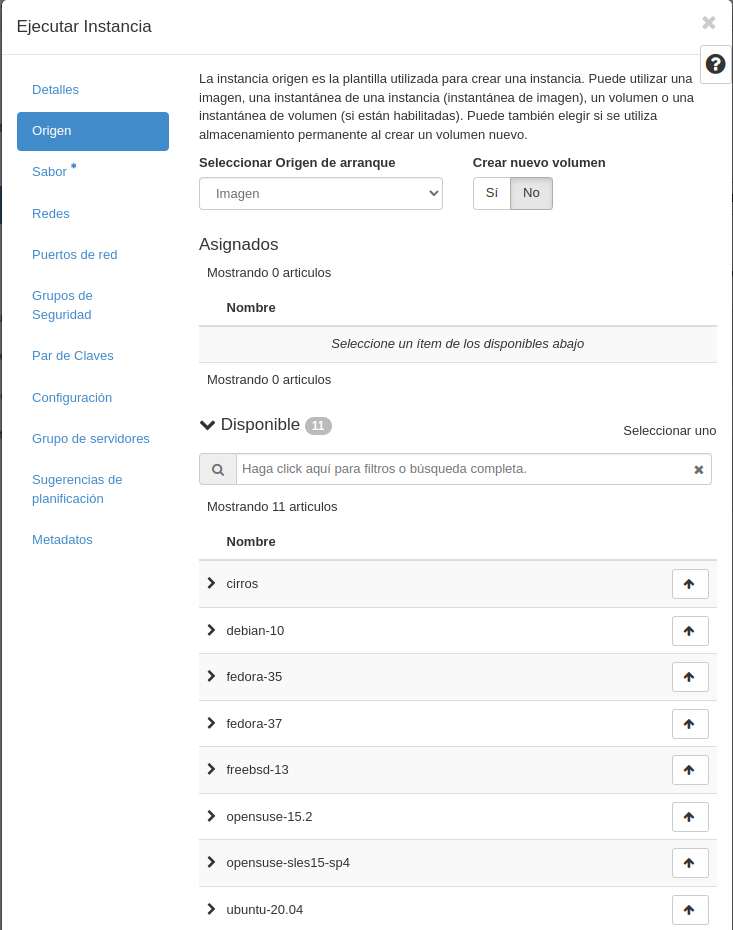 Ejecutar Instancia
Detalles
Origen
Sabor *
Redes
Puertos de red
Grupos de
Seguridad
Par de Claves
Configuración
Grupo de servidores
Sugerencias de
planificación
Metadatos
La instancia origen es la plantilla utilizada para crear una instancia. Puede utilizar una
imagen, una instantánea de una instancia (instantánea de imagen), un volumen o una
instantánea de volumen (si están habilitadas). Puede también elegir si se utiliza
almacenamiento permanente al crear un volumen nuevo.
Seleccionar Origen de arranque
Imagen
Crear nuevo volumen
Sí No
Asignados
Mostrando 0 articulos
Nombre
Seleccione un ítem de los disponibles abajo
Mostrando 0 articulos
Disponible 11
Seleccionar uno
Haga click aquí para filtros o búsqueda completa.
Mostrando 11 articulos
Nombre
cirros
debian-10
fedora-35
fedora-37
freebsd-13
opensuse-15.2
opensuse-sles15-sp4
ubuntu-20.04